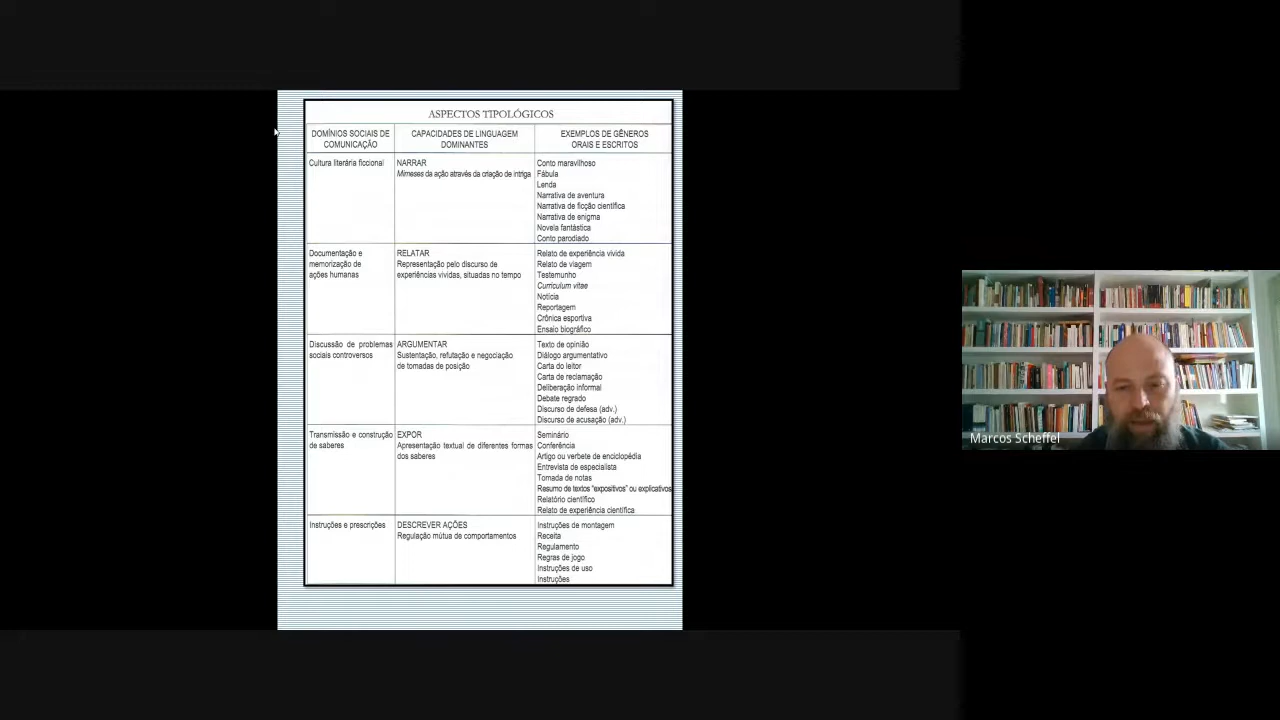 ASPECTOS TIPOLÓGICOS
DOMÍNIOS SOCIAIS DE
COMUNICAÇÃO
CAPACIDADES DE LINGUAGEM
DOMINANTES
EXEMPLOS DE GÊNEROS
ORAIS E ESCRITOS
Cultura literária ficcional
NARRAR
Mimeses da ação através da criação de intriga
Conto maravilhoso
Fábula
Lenda
Narrativa de aventura
Narrativa de ficção científica
Narrativa de enigma
Novela fantástica
Conto parodiado
Documentação e
memorização de
ações humanas
RELATAR
Representação pelo discurso de
experiências vividas, situadas no tempo
Relato de experiência vivida
Relato de viagem
Testemunho
Curriculum vitae
Notícia
Reportagem
Crônica esportiva
Ensaio biográfico
Discussão de problemas
sociais controversos
ARGUMENTAR
Sustentação, refutação e negociação
de tomadas de posição
Texto de opinião
Diálogo argumentativo
Carta do leitor
Carta de reclamação
Deliberação informal
Debate regrado
Discurso de defesa (adv.)
Discurso de acusação (adv.)
Transmissão e construção
de saberes
EXPOR
Apresentação textual de diferentes formas
dos saberes
Seminário
Conferência
Artigo ou verbete de enciclopédia
Entrevista de especialista
Tomada de notas
Resumo de textos "expositivos" ou explicativos
Relatório científico
Relato de experiência científica
Instruções e prescrições
DESCREVER AÇÕES
Regulação mútua de comportamentos
Instruções de montagem
Receita
Regulamento
Regras de jogo
Instruções de uso
Instruções
Marcos Scheffel